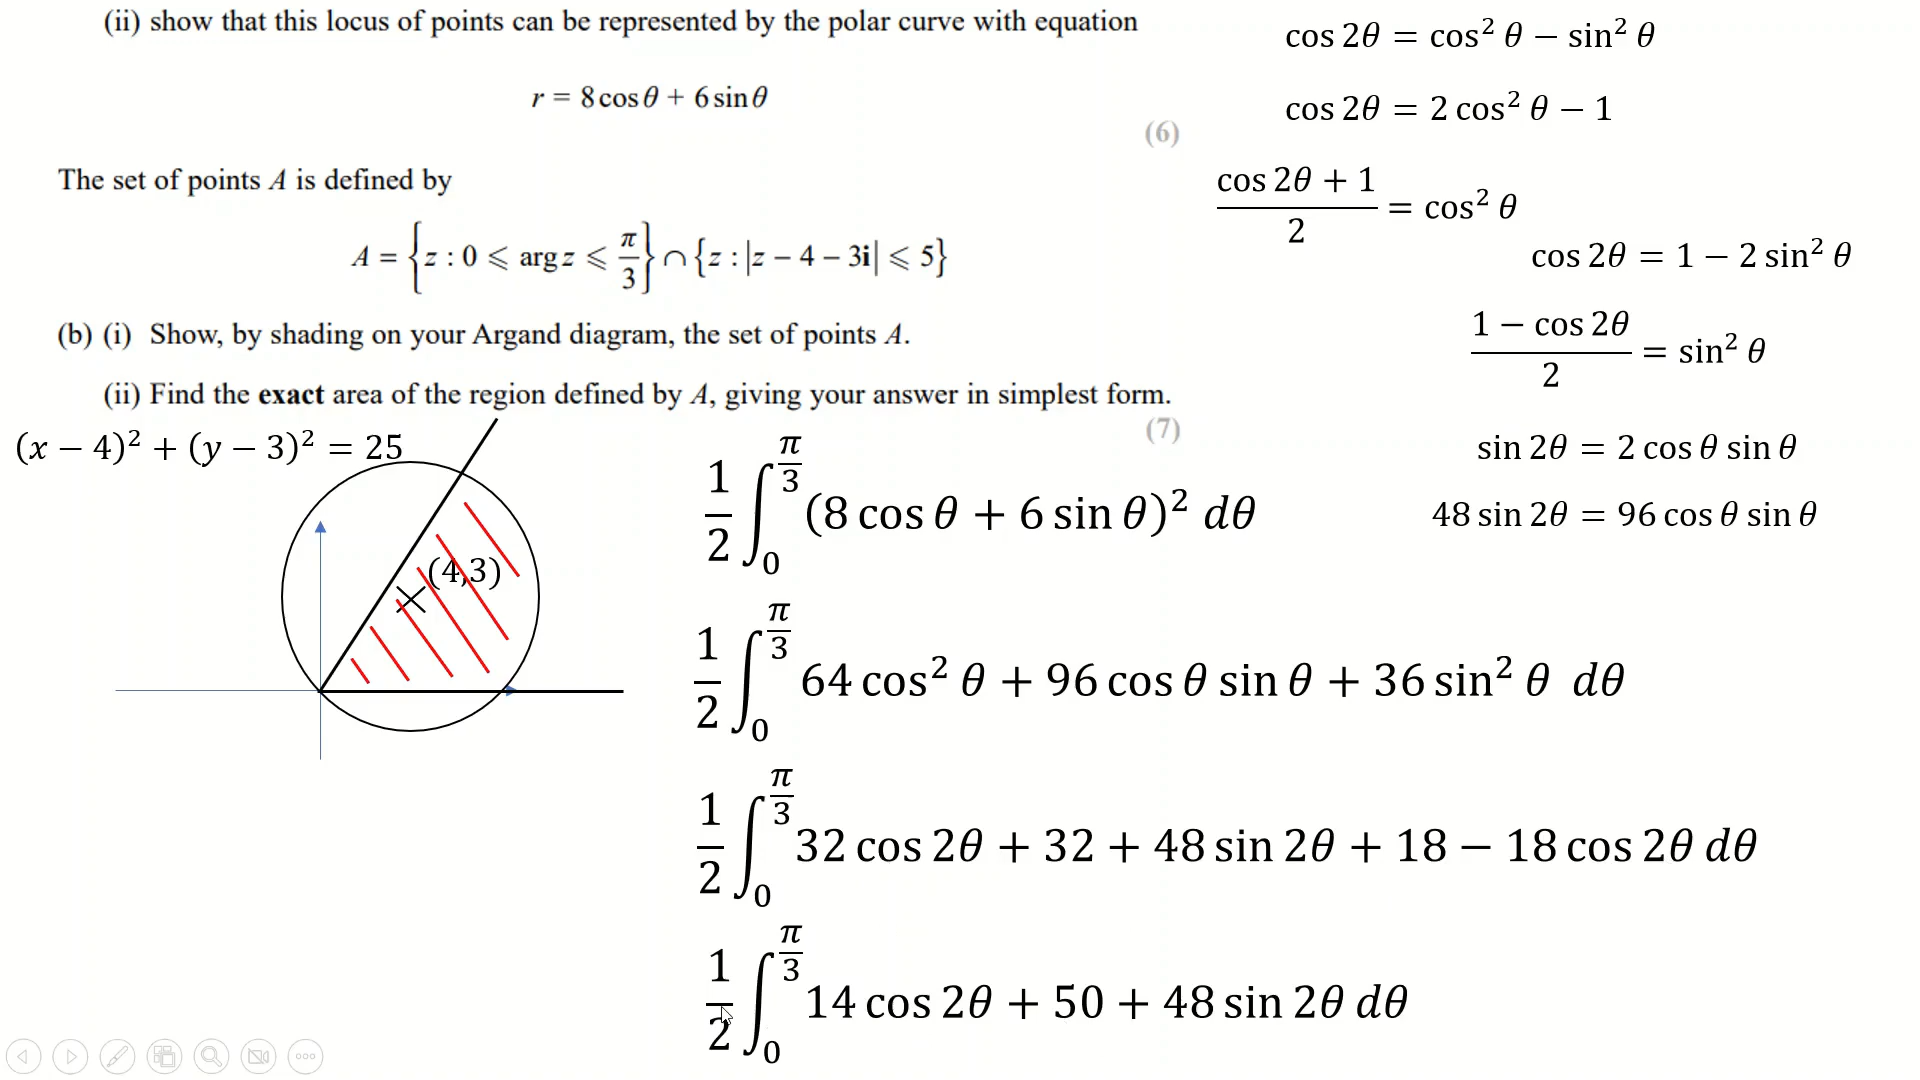 (ii) show that this locus of points can be represented by the polar curve with equation
r = 8cosθ + 6sinθ
(6)
The set of points A is defined by
A = {z : 0 ⩽ arg z ⩽ π/3} ∩ {z : |z − 4 − 3i| ⩽ 5}
(b) (i) Show, by shading on your Argand diagram, the set of points A.
(ii) Find the exact area of the region defined by A, giving your answer in simplest form.
(7)
(x − 4)² + (y − 3)² = 25
(4,3)
1/2 ∫₀^(π/3) (8 cos θ + 6 sin θ)² dθ
1/2 ∫₀^(π/3) 64 cos² θ + 96 cos θ sin θ + 36 sin² θ dθ
1/2 ∫₀^(π/3) 32 cos 2θ + 32 + 48 sin 2θ + 18 − 18 cos 2θ dθ
1/2 ∫₀^(π/3) 14 cos 2θ + 50 + 48 sin 2θ dθ
cos 2θ = cos² θ − sin² θ
cos 2θ = 2 cos² θ − 1
(cos 2θ + 1)/2 = cos² θ
cos 2θ = 1 − 2 sin² θ
(1 − cos 2θ)/2 = sin² θ
sin 2θ = 2 cos θ sin θ
48 sin 2θ = 96 cos θ sin θ